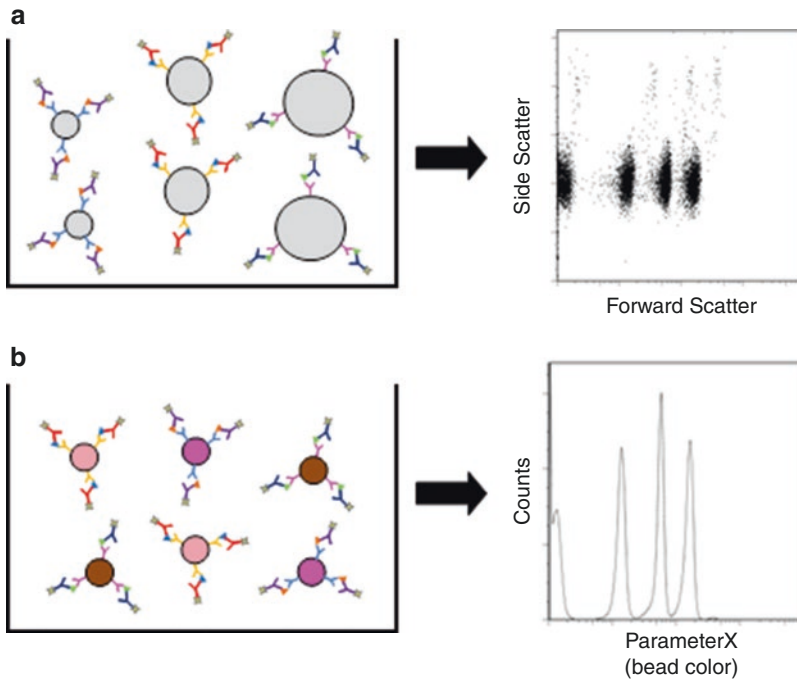 a
Side Scatter
Forward Scatter
b
Counts
ParameterX
(bead color)